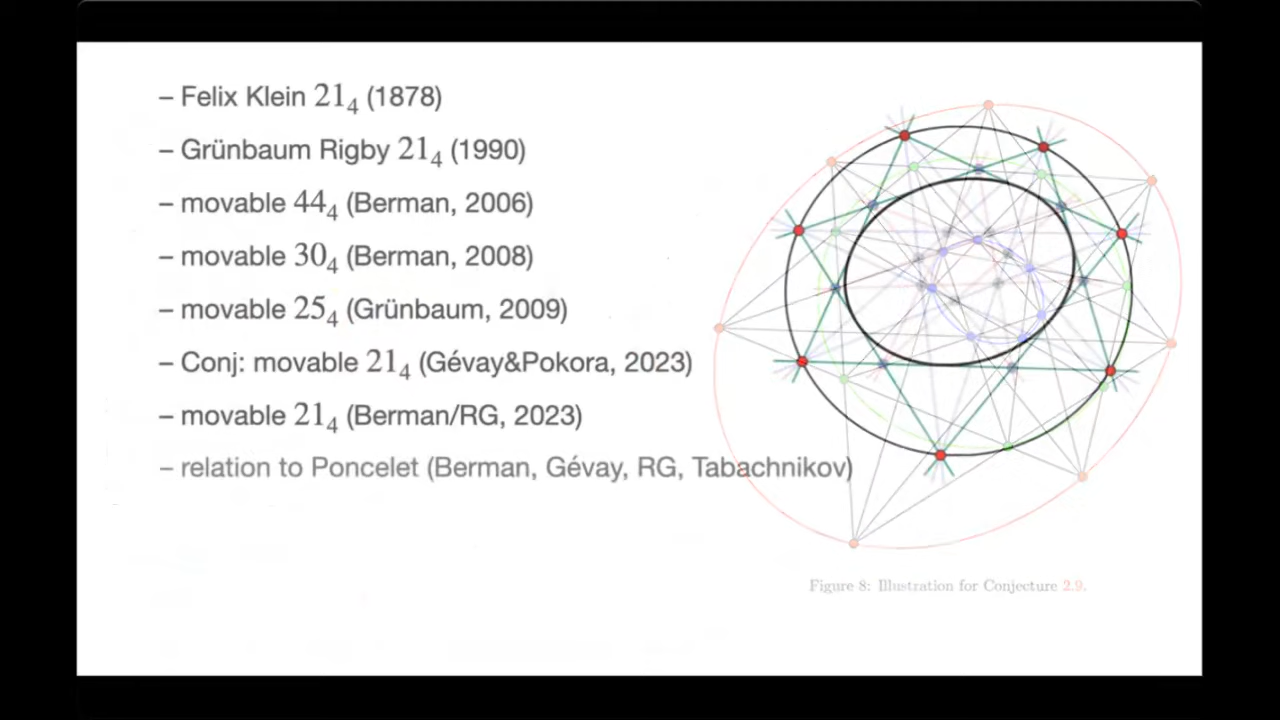 – Felix Klein 21₄ (1878)
– Grünbaum Rigby 21₄ (1990)
– movable 44₄ (Berman, 2006)
– movable 30₄ (Berman, 2008)
– movable 25₄ (Grünbaum, 2009)
– Conj: movable 21₄ (Gévay&Pokora, 2023)
– movable 21₄ (Berman/RG, 2023)
– relation to Poncelet (Berman, Gévay, RG, Tabachnikov)
Figure 8: Illustration for Conjecture 2.9.